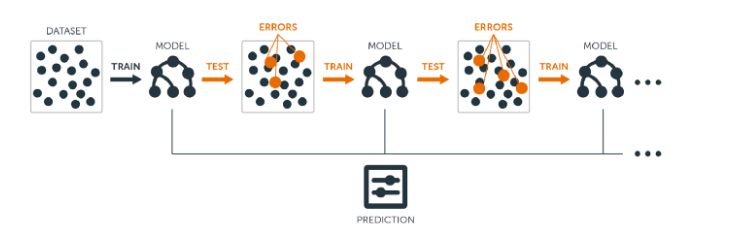 DATASET
TRAIN
MODEL
TEST
ERRORS
TRAIN
MODEL
TEST
ERRORS
TRAIN
MODEL
PREDICTION